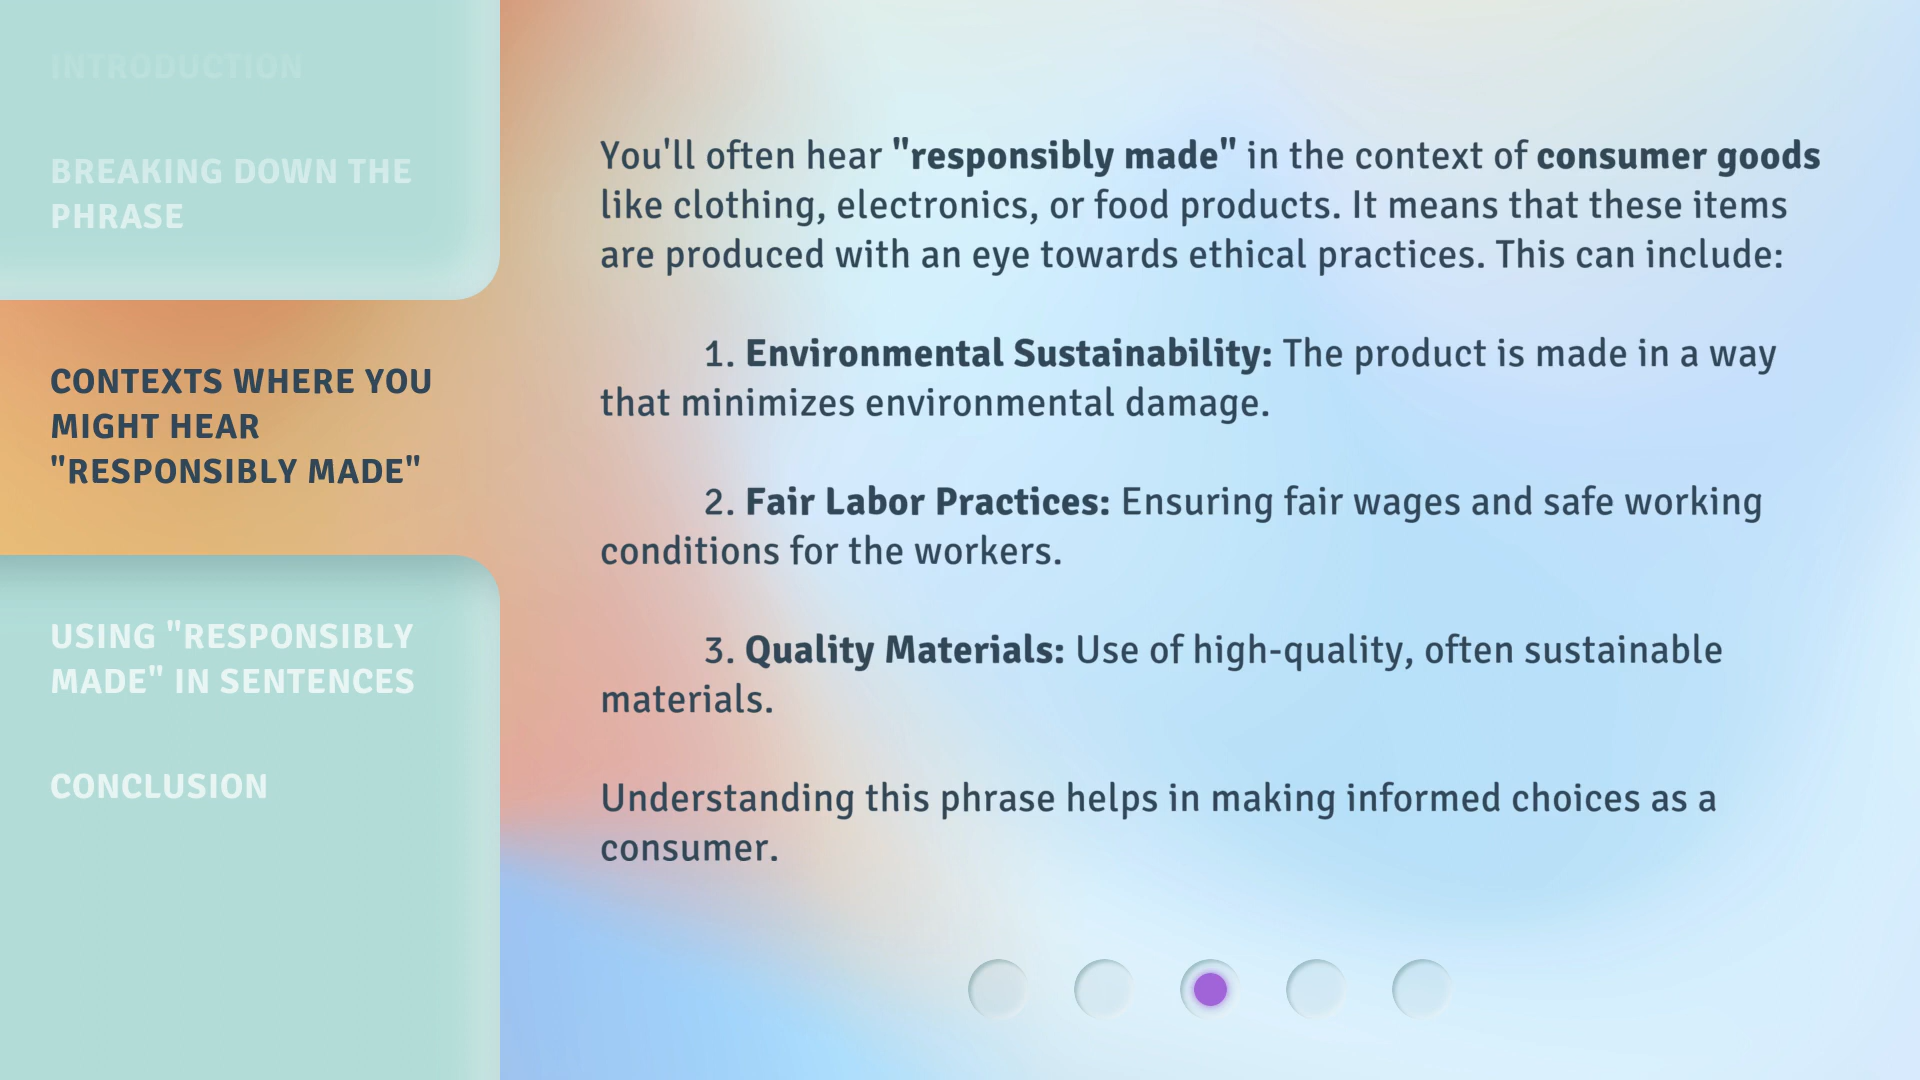 INTRODUCTION
BREAKING DOWN THE
PHRASE
CONTEXTS WHERE YOU
MIGHT HEAR
"RESPONSIBLY MADE"
USING "RESPONSIBLY
MADE" IN SENTENCES
CONCLUSION
You'll often hear "responsibly made" in the context of consumer goods
like clothing, electronics, or food products. It means that these items
are produced with an eye towards ethical practices. This can include:
1. Environmental Sustainability: The product is made in a way
that minimizes environmental damage.
2. Fair Labor Practices: Ensuring fair wages and safe working
conditions for the workers.
3. Quality Materials: Use of high-quality, often sustainable
materials.
Understanding this phrase helps in making informed choices as a
consumer.